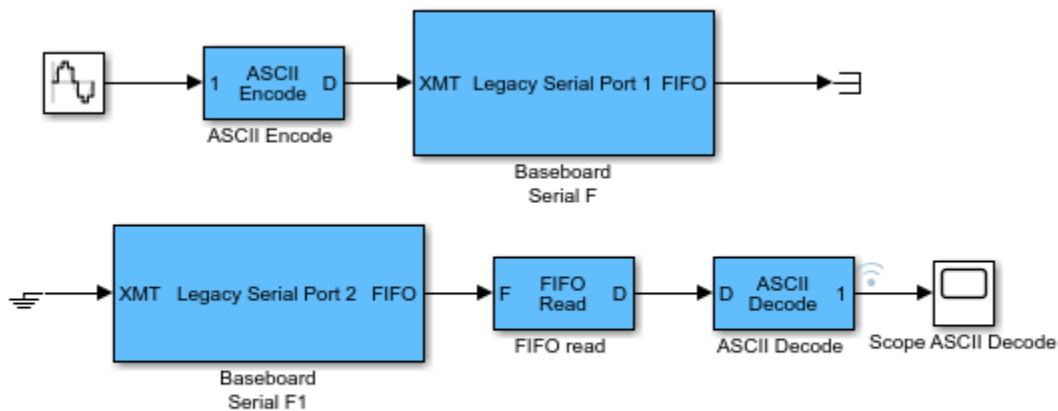 1 ASCII Encode D
ASCII Encode
XMT Legacy Serial Port 1 FIFO
Baseboard
Serial F
XMT Legacy Serial Port 2 FIFO
Baseboard
Serial F1
F FIFO Read D
FIFO read
D ASCII Decode 1
ASCII Decode
Scope ASCII Decode